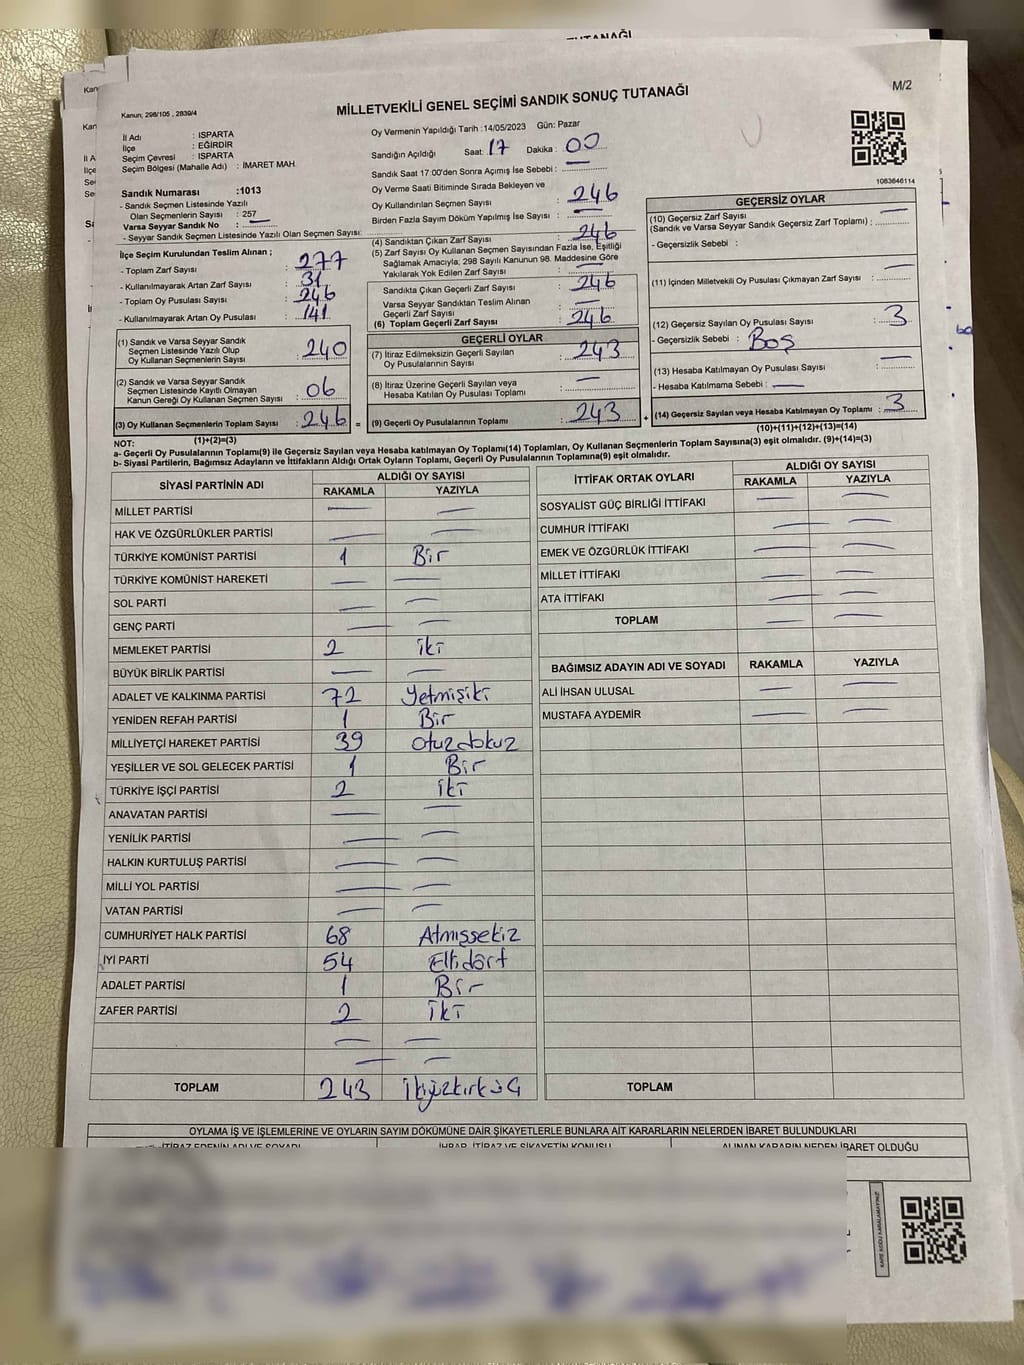 M/2
MİLLETVEKİLİ GENEL SEÇİMİ SANDIK SONUÇ TUTANAĞI
Kanun; 298/105 , 2839/4
İl Adı : ISPARTA
İlçe : EĞİRDİR
Seçim Çevresi : ISPARTA
Seçim Bölgesi (Mahalle Adı) : İMARET MAH
Oy Vermenin Yapıldığı Tarih :14/05/2023 Gün: Pazar
Sandığın Açıldığı Saat: 17 Dakika : 00
Sandık Saat 17:00'den Sonra Açımış İse Sebebi : —
Oy Verme Saati Bitiminde Sırada Bekleyen ve
Oy Kullandırılan Seçmen Sayısı : 246
Birden Fazla Sayım Döküm Yapılmış İse Sayısı : —
1083646114
Sandık Numarası :1013
- Sandık Seçmen Listesinde Yazılı
Olan Seçmenlerin Sayısı : 257
Varsa Seyyar Sandık No : —
- Seyyar Sandık Seçmen Listesinde Yazılı Olan Seçmen Sayısı:
İlçe Seçim Kurulundan Teslim Alınan ;
- Toplam Zarf Sayısı : 277
- Kullanılmayarak Artan Zarf Sayısı : 31
- Toplam Oy Pusulası Sayısı : 246
- Kullanılmayarak Artan Oy Pusulası : 141
(1) Sandık ve Varsa Seyyar Sandık
Seçmen Listesinde Yazılı Olup
Oy Kullanan Seçmenlerin Sayısı : 240
(2) Sandık ve Varsa Seyyar Sandık
Seçmen Listesinde Kayıtlı Olmayan
Kanun Gereği Oy Kullanan Seçmen Sayısı : 06
(3) Oy Kullanan Seçmenlerin Toplam Sayısı : 246 =
(1)+(2)=(3)
(4) Sandıktan Çıkan Zarf Sayısı : 246
(5) Zarf Sayısı Oy Kullanan Seçmen Sayısından Fazla İse, Eşitliği
Sağlamak Amacıyla; 298 Sayılı Kanunun 98. Maddesine Göre
Yakılarak Yok Edilen Zarf Sayısı : —
Sandıkta Çıkan Geçerli Zarf Sayısı : 246
Varsa Seyyar Sandıktan Teslim Alınan
Geçerli Zarf Sayısı : —
(6) Toplam Geçerli Zarf Sayısı : 246
GEÇERLİ OYLAR
(7) İtiraz Edilmeksizin Geçerli Sayılan
Oy Pusulalarının Sayısı : 243
(8) İtiraz Üzerine Geçerli Sayılan veya
Hesaba Katılan Oy Pusulası Toplamı : —
(9) Geçerli Oy Pusulalarının Toplamı : 243 +
GEÇERSİZ OYLAR
(10) Geçersiz Zarf Sayısı
(Sandık ve Varsa Seyyar Sandık Geçersiz Zarf Toplamı) : —
- Geçersizlik Sebebi :
(11) İçinden Milletvekili Oy Pusulası Çıkmayan Zarf Sayısı : —
(12) Geçersiz Sayılan Oy Pusulası Sayısı : 3
- Geçersizlik Sebebi : Boş
(13) Hesaba Katılmayan Oy Pusulası Sayısı : —
- Hesaba Katılmama Sebebi : —
(14) Geçersiz Sayılan veya Hesaba Katılmayan Oy Toplamı : 3
(10)+(11)+(12)+(13)=(14)
NOT:
a- Geçerli Oy Pusulalarının Toplamı(9) ile Geçersiz Sayılan veya Hesaba katılmayan Oy Toplamı(14) Toplamları, Oy Kullanan Seçmenlerin Toplam Sayısına(3) eşit olmalıdır. (9)+(14)=(3)
b- Siyasi Partilerin, Bağımsız Adayların ve İttifakların Aldığı Ortak Oyların Toplamı, Geçerli Oy Pusulalarının Toplamına(9) eşit olmalıdır.
SİYASİ PARTİNİN ADI ALDIĞI OY SAYISI
RAKAMLA YAZIYLA
MİLLET PARTİSİ — —
HAK VE ÖZGÜRLÜKLER PARTİSİ — —
TÜRKİYE KOMÜNİST PARTİSİ 1 Bir
TÜRKİYE KOMÜNİST HAREKETİ — —
SOL PARTİ — —
GENÇ PARTİ — —
MEMLEKET PARTİSİ 2 iki
BÜYÜK BİRLİK PARTİSİ — —
ADALET VE KALKINMA PARTİSİ 72 Yetmişiki
YENİDEN REFAH PARTİSİ 1 Bir
MİLLİYETÇİ HAREKET PARTİSİ 39 otuzdokuz
YEŞİLLER VE SOL GELECEK PARTİSİ 1 Bir
TÜRKİYE İŞÇİ PARTİSİ 2 iki
ANAVATAN PARTİSİ — —
YENİLİK PARTİSİ — —
HALKIN KURTULUŞ PARTİSİ — —
MİLLİ YOL PARTİSİ — —
VATAN PARTİSİ — —
CUMHURİYET HALK PARTİSİ 68 Atmışsekiz
İYİ PARTİ 54 Ellidört
ADALET PARTİSİ 1 Bir
ZAFER PARTİSİ 2 iki
— —
— —
TOPLAM 243 ikiyüzkırküç
İTTİFAK ORTAK OYLARI ALDIĞI OY SAYISI
RAKAMLA YAZIYLA
SOSYALİST GÜÇ BİRLİĞİ İTTİFAKI — —
CUMHUR İTTİFAKI — —
EMEK VE ÖZGÜRLÜK İTTİFAKI — —
MİLLET İTTİFAKI — —
ATA İTTİFAKI — —
TOPLAM — —
BAĞIMSIZ ADAYIN ADI VE SOYADI RAKAMLA YAZIYLA
ALİ İHSAN ULUSAL — —
MUSTAFA AYDEMİR — —
TOPLAM
OYLAMA İŞ VE İŞLEMLERİNE VE OYLARIN SAYIM DÖKÜMÜNE DAİR ŞİKAYETLERLE BUNLARA AİT KARARLARIN NELERDEN İBARET BULUNDUKLARI
İTİRAZ EDENİN ADI VE SOYADI İHBAR, İTİRAZ VE ŞİKAYETİN KONUSU ALINAN KARARIN NEDEN İBARET OLDUĞU
KARE KODU KARALAMAYINIZ